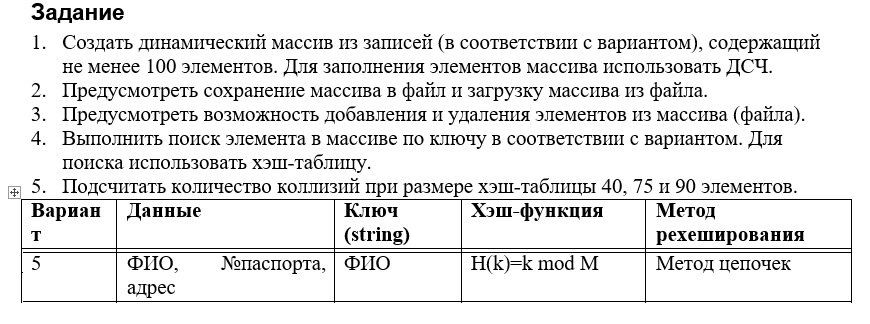 Задание
1. Создать динамический массив из записей (в соответствии с вариантом), содержащий
не менее 100 элементов. Для заполнения элементов массива использовать ДСЧ.
2. Предусмотреть сохранение массива в файл и загрузку массива из файла.
3. Предусмотреть возможность добавления и удаления элементов из массива (файла).
4. Выполнить поиск элемента в массиве по ключу в соответствии с вариантом. Для
поиска использовать хэш-таблицу.
5. Подсчитать количество коллизий при размере хэш-таблицы 40, 75 и 90 элементов.
Вариан Данные Ключ Хэш-функция Метод
т (string) рехеширования
5 ФИО, №паспорта, ФИО H(k)=k mod M Метод цепочек
адрес